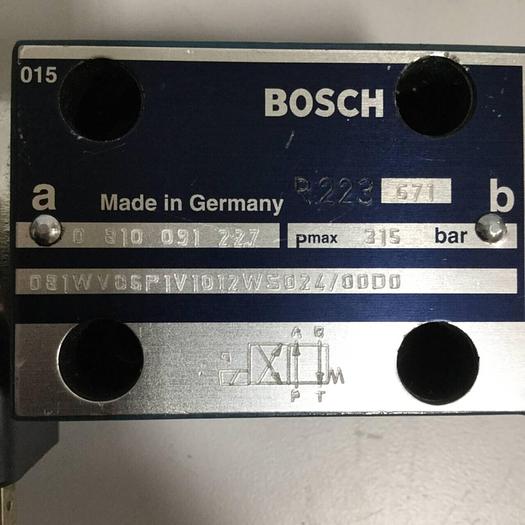 015
BOSCH
R223 671
a Made in Germany b
0 810 091 227 pmax 315 bar
081WV06P1V1012WS024/00D0
A B
P T